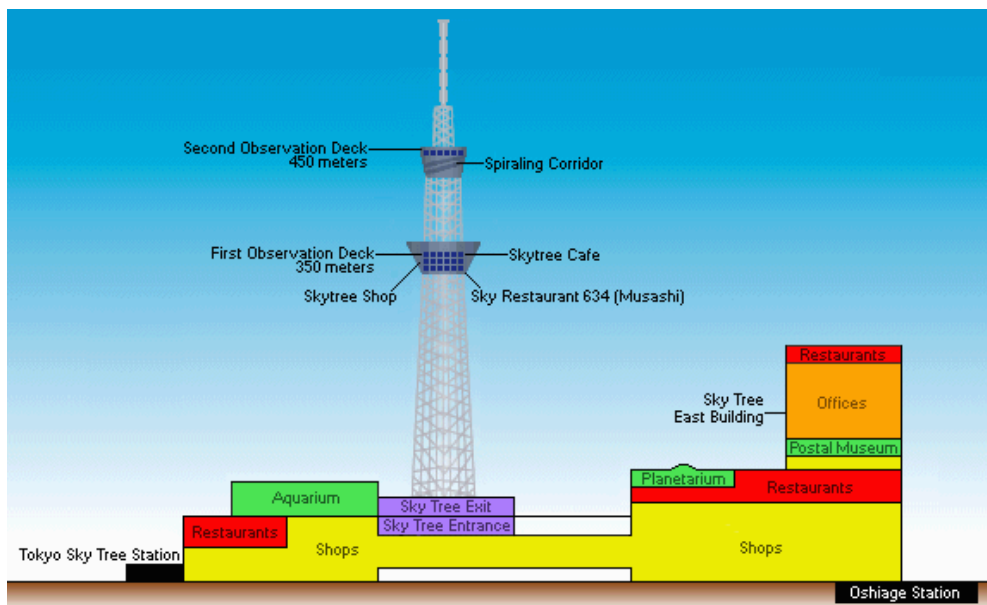 Second Observation Deck
450 meters
Spiraling Corridor
First Observation Deck
350 meters
Skytree Cafe
Skytree Shop
Sky Restaurant 634 (Musashi)
Restaurants
Sky Tree
East Building
Offices
Postal Museum
Planetarium
Restaurants
Aquarium
Sky Tree Exit
Sky Tree Entrance
Restaurants
Shops
Shops
Tokyo Sky Tree Station
Oshiage Station